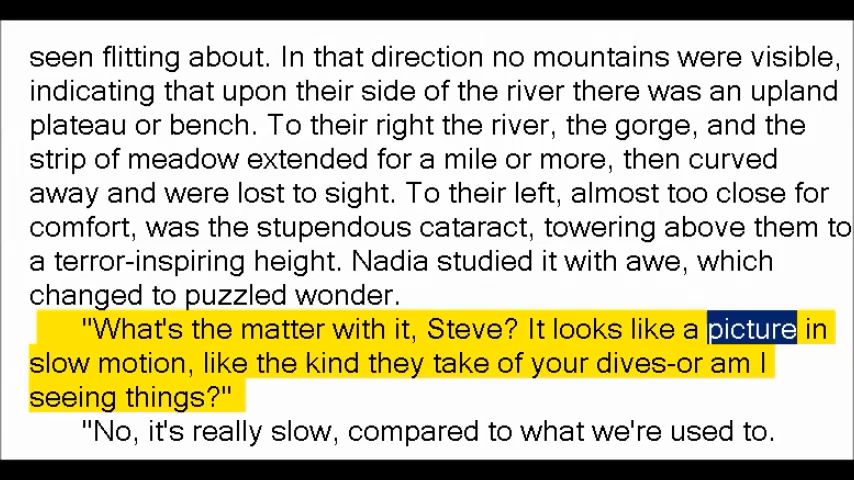 seen flitting about. In that direction no mountains were visible,
indicating that upon their side of the river there was an upland
plateau or bench. To their right the river, the gorge, and the
strip of meadow extended for a mile or more, then curved
away and were lost to sight. To their left, almost too close for
comfort, was the stupendous cataract, towering above them to
a terror-inspiring height. Nadia studied it with awe, which
changed to puzzled wonder.
"What's the matter with it, Steve? It looks like a picture in
slow motion, like the kind they take of your dives-or am I
seeing things?"
"No, it's really slow, compared to what we're used to.